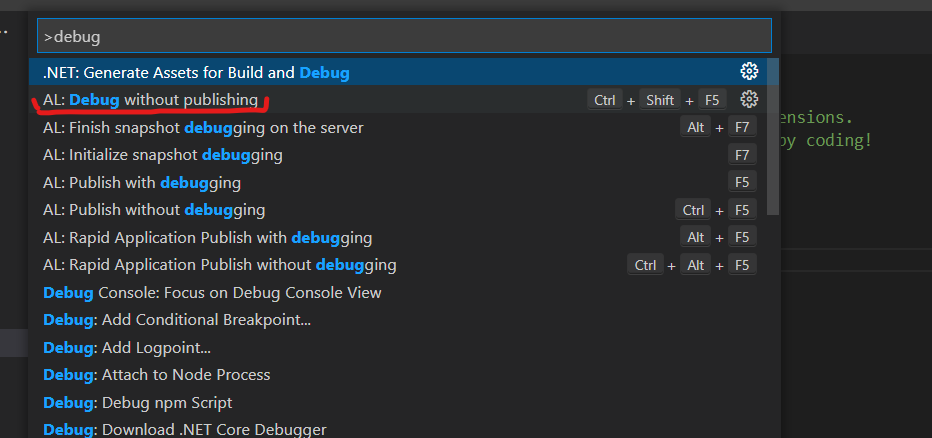 >debug
.NET: Generate Assets for Build and Debug
AL: Debug without publishing Ctrl + Shift + F5
ensions.
AL: Finish snapshot debugging on the server Alt + F7
py coding!
AL: Initialize snapshot debugging F7
AL: Publish with debugging F5
AL: Publish without debugging Ctrl + F5
AL: Rapid Application Publish with debugging Alt + F5
AL: Rapid Application Publish without debugging Ctrl + Alt + F5
Debug Console: Focus on Debug Console View
Debug: Add Conditional Breakpoint...
Debug: Add Logpoint...
Debug: Attach to Node Process
Debug: Debug npm Script
Debug: Download .NET Core Debugger